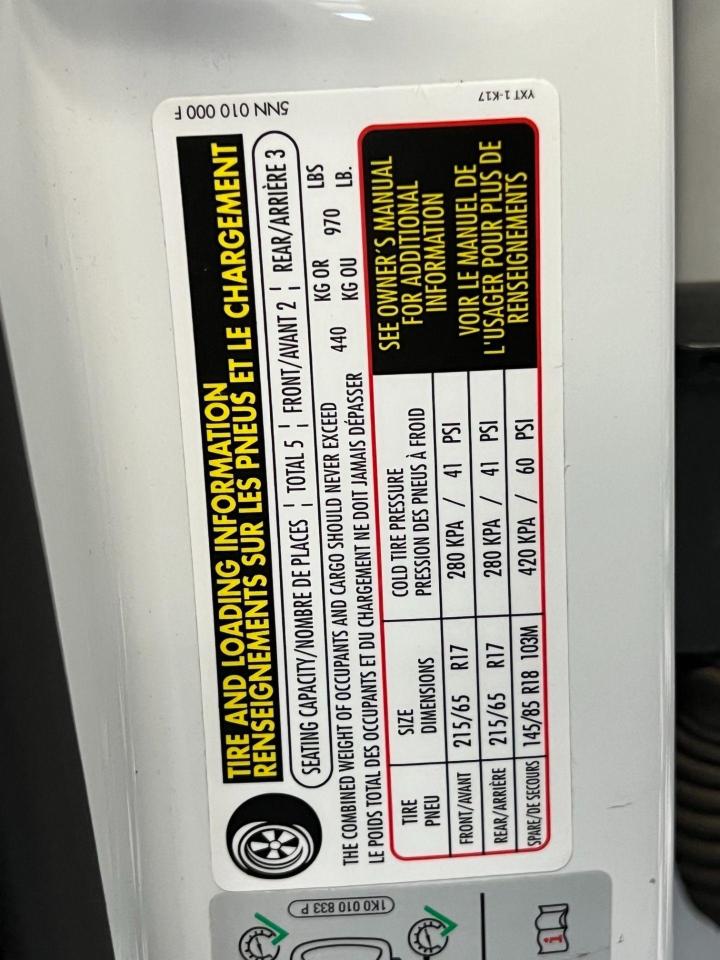 5NN 010 000 F
YXT 1-K17
TIRE AND LOADING INFORMATION
RENSEIGNEMENTS SUR LES PNEUS ET LE CHARGEMENT
SEATING CAPACITY/NOMBRE DE PLACES ¦ TOTAL 5 ¦ FRONT/AVANT 2 ¦ REAR/ARRIÈRE 3
THE COMBINED WEIGHT OF OCCUPANTS AND CARGO SHOULD NEVER EXCEED 440 KG OR 970 LBS
LE POIDS TOTAL DES OCCUPANTS ET DU CHARGEMENT NE DOIT JAMAIS DÉPASSER KG OU LB.
TIRE SIZE COLD TIRE PRESSURE
PNEU DIMENSIONS PRESSION DES PNEUS À FROID
FRONT/AVANT 215/65 R17 280 KPA / 41 PSI
REAR/ARRIÈRE 215/65 R17 280 KPA / 41 PSI
SPARE/DE SECOURS 145/85 R18 103M 420 KPA / 60 PSI
SEE OWNER'S MANUAL
FOR ADDITIONAL
INFORMATION
VOIR LE MANUEL DE
L'USAGER POUR PLUS DE
RENSEIGNEMENTS
1K0 010 833 P